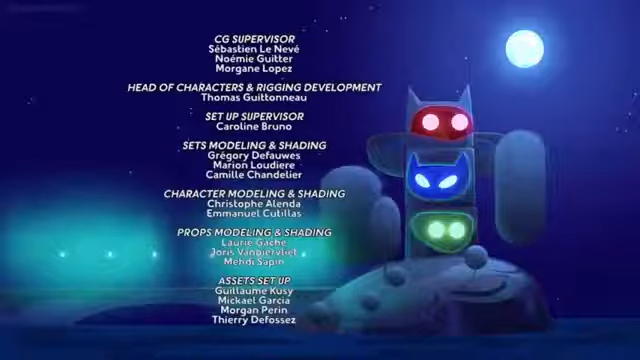 CG SUPERVISOR
Sébastien Le Nevé
Noémie Guitter
Morgane Lopez
HEAD OF CHARACTERS & RIGGING DEVELOPMENT
Thomas Guittonneau
SET UP SUPERVISOR
Caroline Bruno
SETS MODELING & SHADING
Grégory Defauwes
Marion Loudiere
Camille Chandelier
CHARACTER MODELING & SHADING
Christophe Alenda
Emmanuel Cutillas
PROPS MODELING & SHADING
Laurie Gache
Joris Vanpiervliet
Mehdi Sapin
ASSETS SET UP
Guillaume Kusy
Mickael Garcia
Morgan Perin
Thierry Defossez